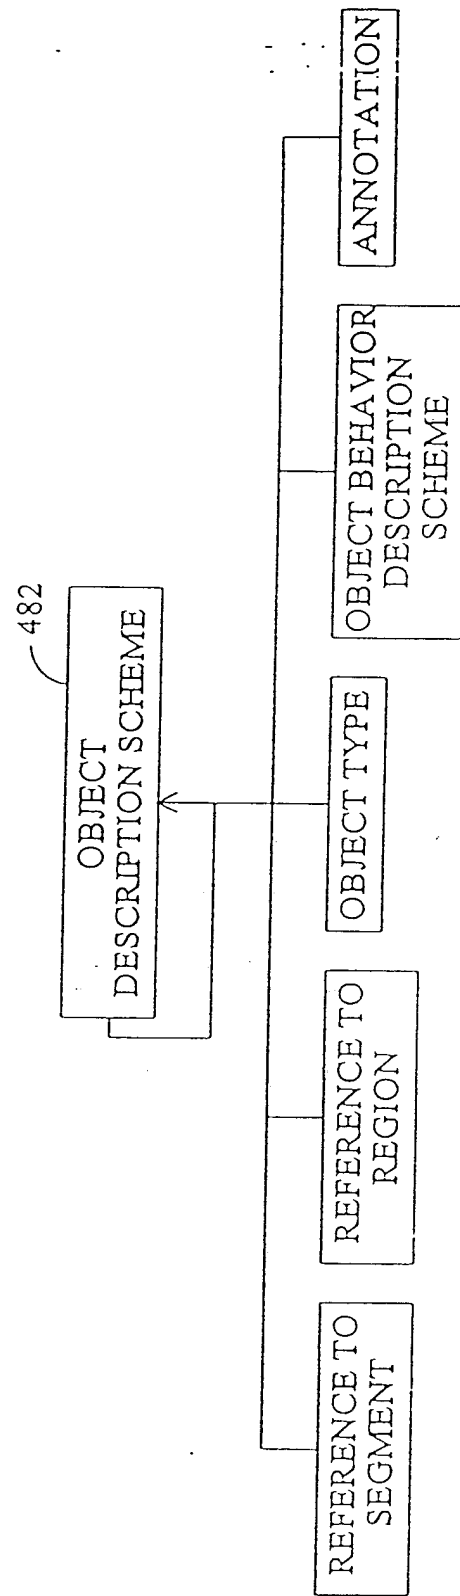 482
OBJECT
DESCRIPTION SCHEME
REFERENCE TO
SEGMENT
REFERENCE TO
REGION
OBJECT TYPE
OBJECT BEHAVIOR
DESCRIPTION
SCHEME
ANNOTATION